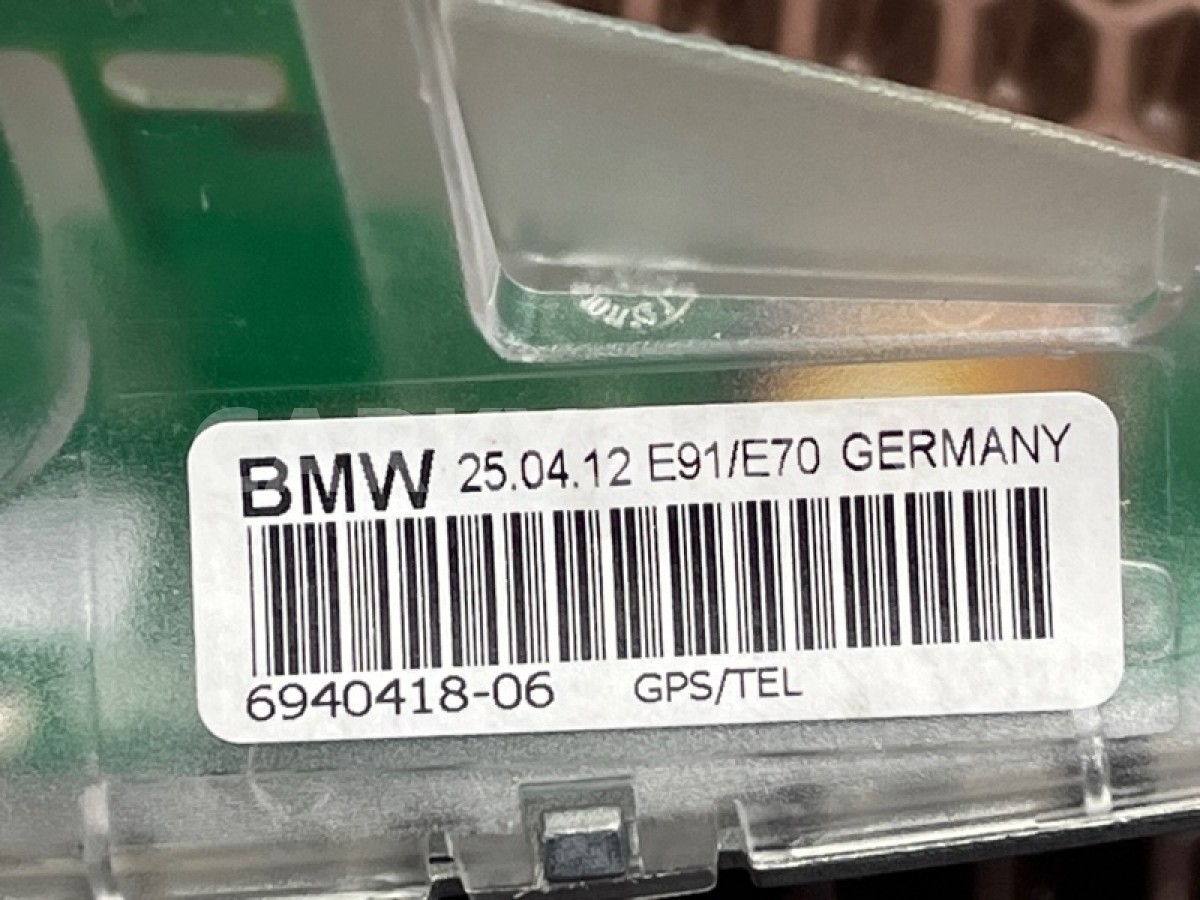 BMW 25.04.12 E91/E70 GERMANY
6940418-06 GPS/TEL